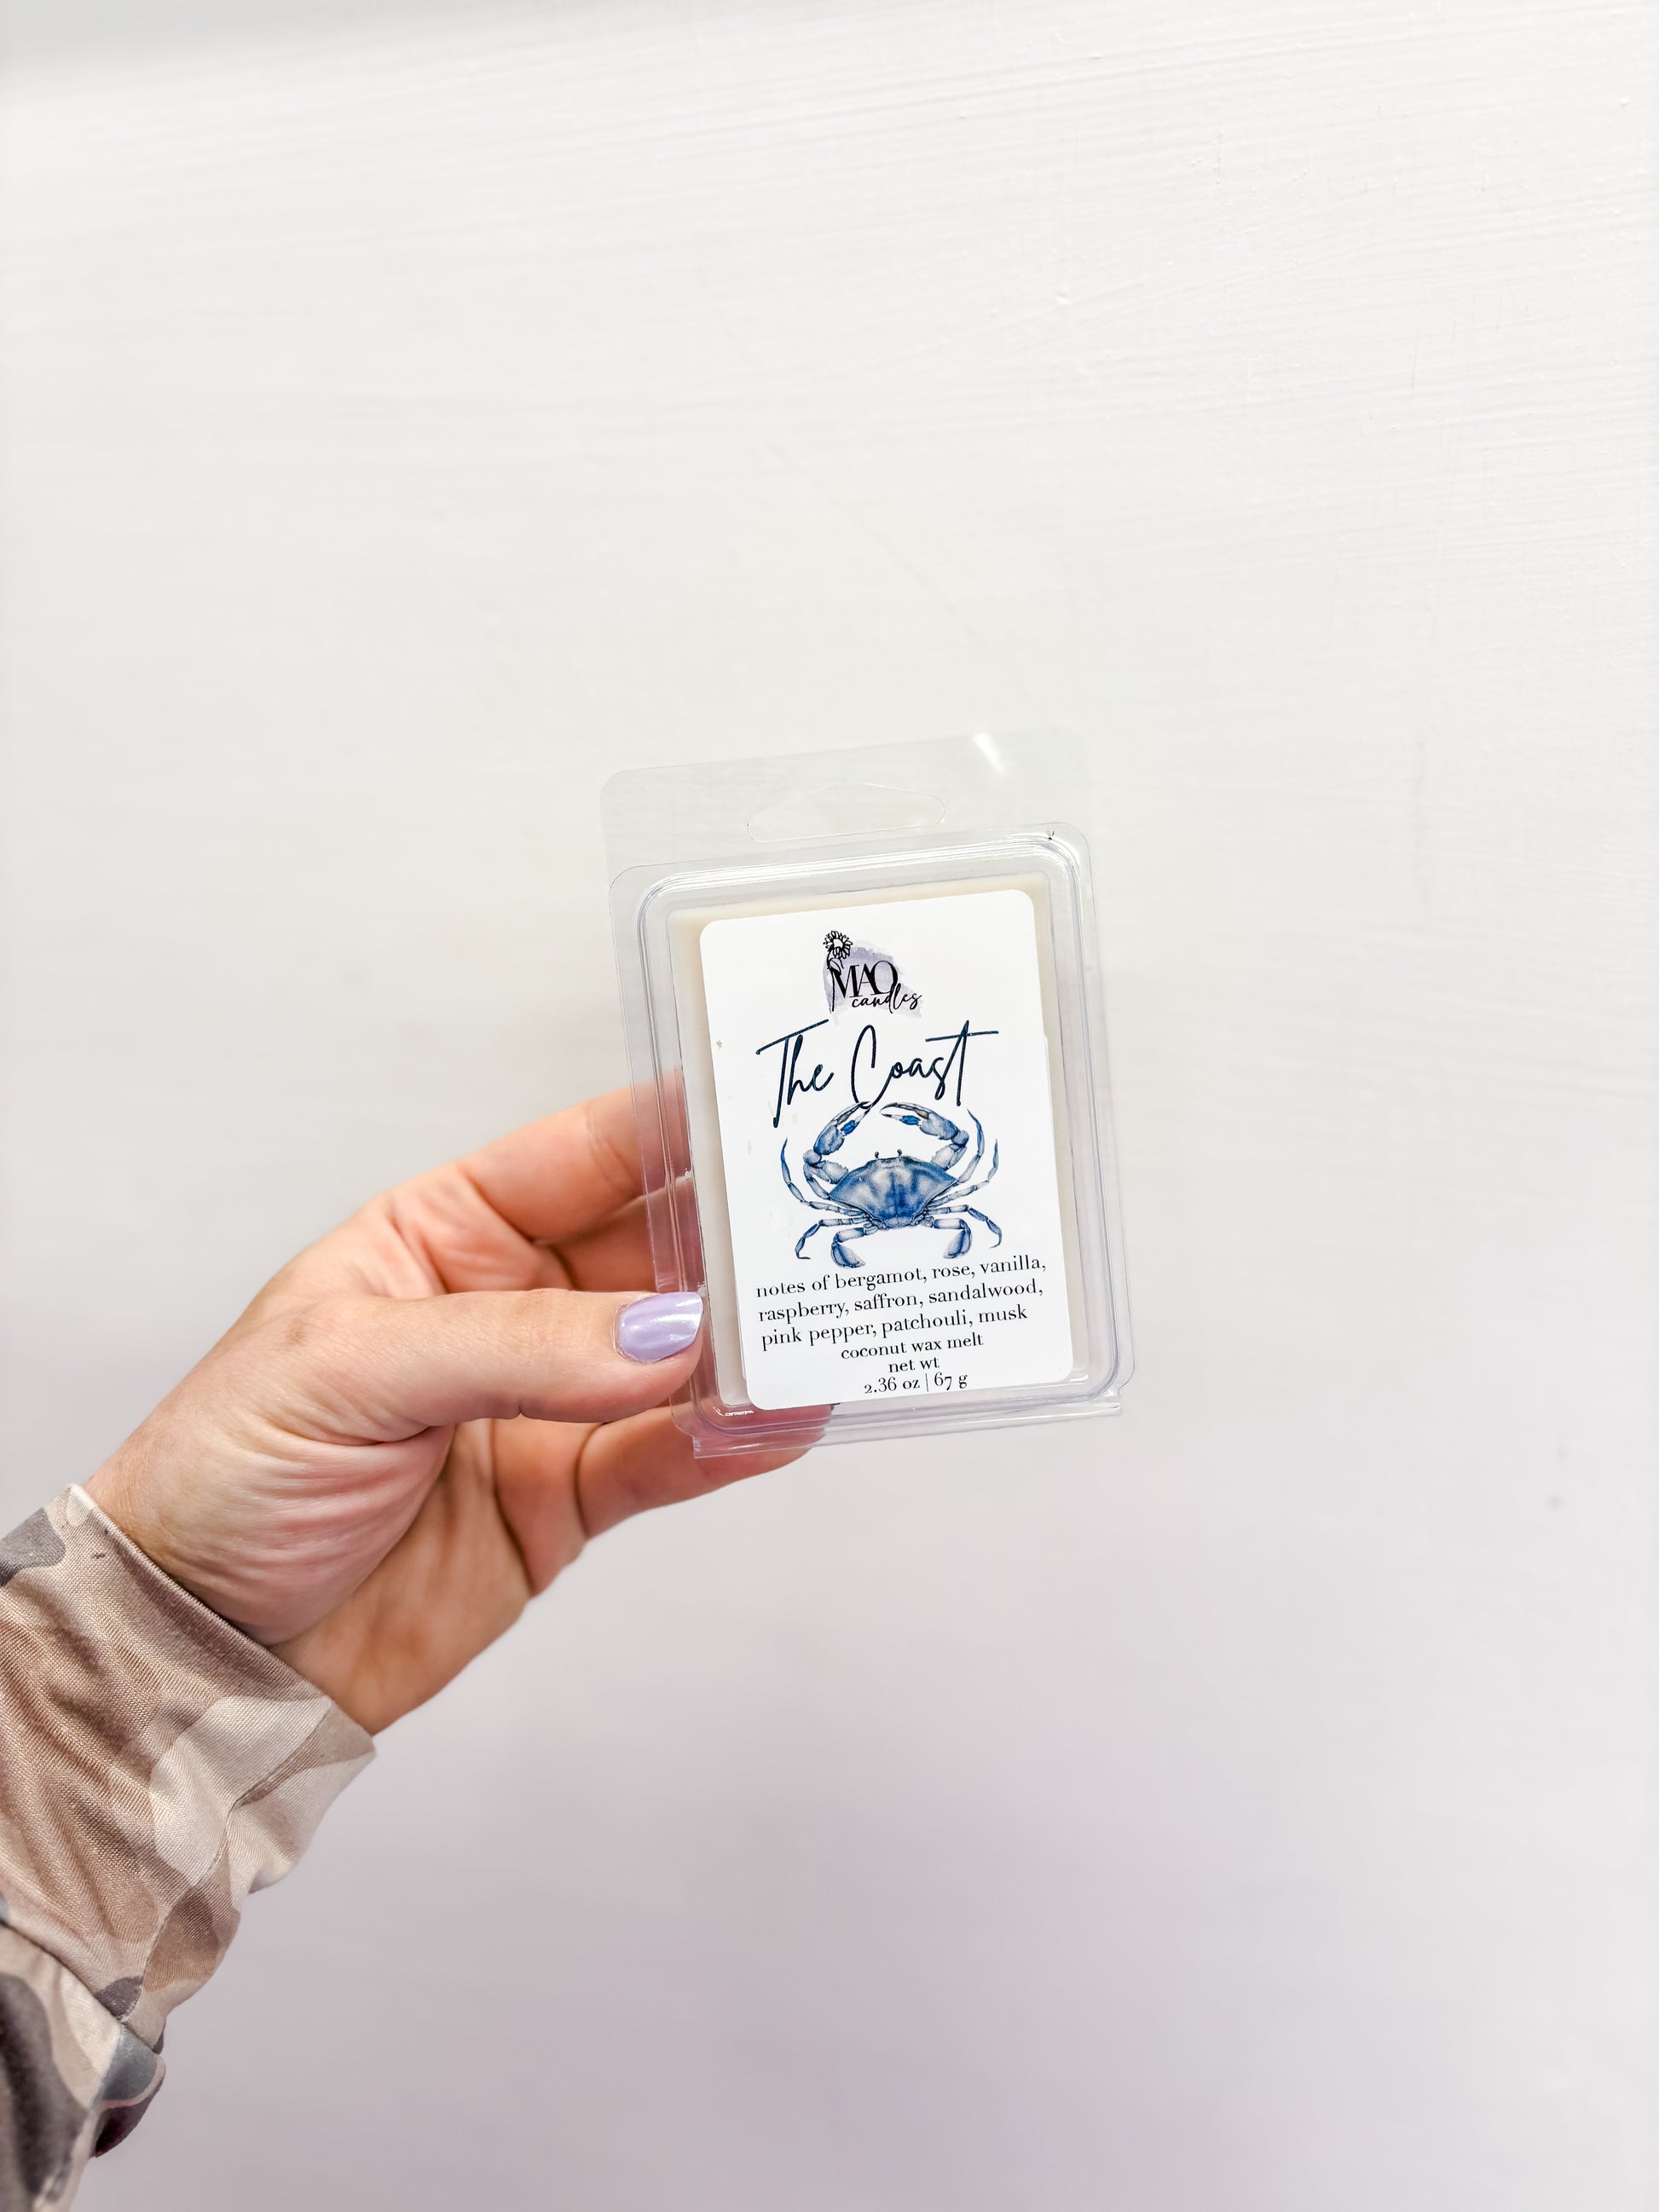 MAO
candles
The Coast
notes of bergamot, rose, vanilla,
raspberry, saffron, sandalwood,
pink pepper, patchouli, musk
coconut wax melt
net wt
2.36 oz | 67 g